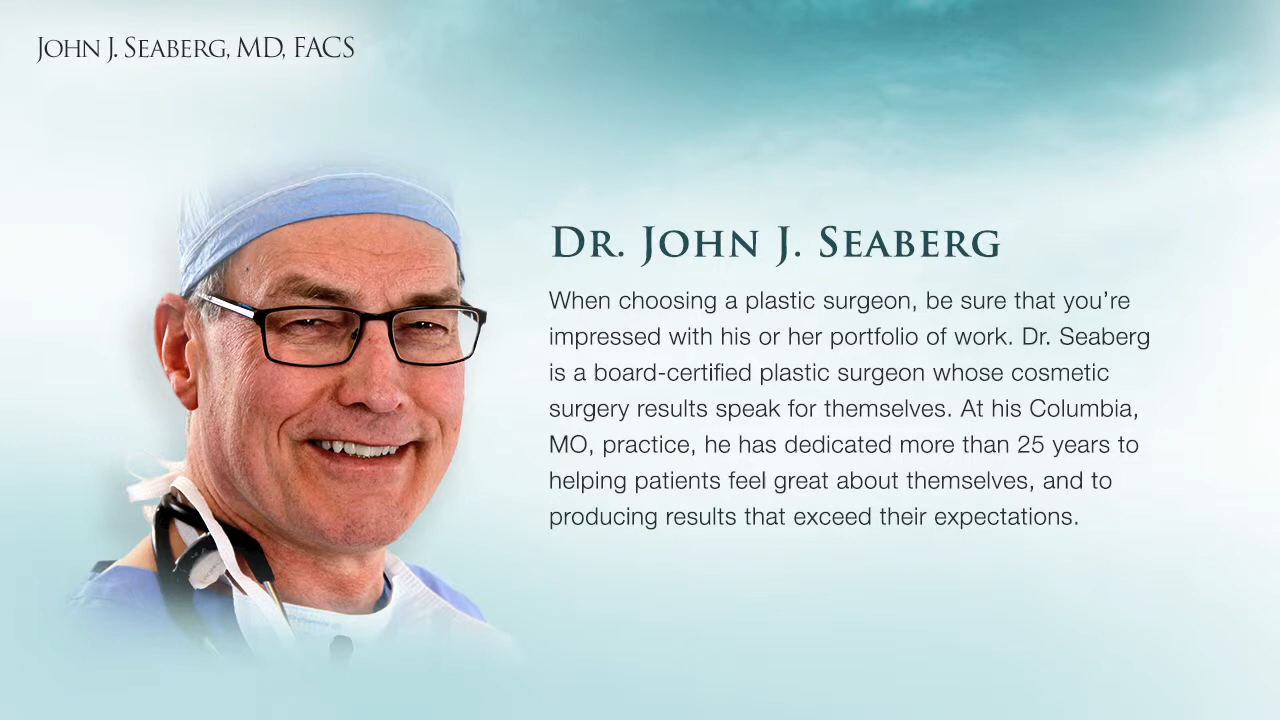 John J. Seaberg, MD, FACS
Dr. John J. Seaberg
When choosing a plastic surgeon, be sure that you’re
impressed with his or her portfolio of work. Dr. Seaberg
is a board-certified plastic surgeon whose cosmetic
surgery results speak for themselves. At his Columbia,
MO, practice, he has dedicated more than 25 years to
helping patients feel great about themselves, and to
producing results that exceed their expectations.